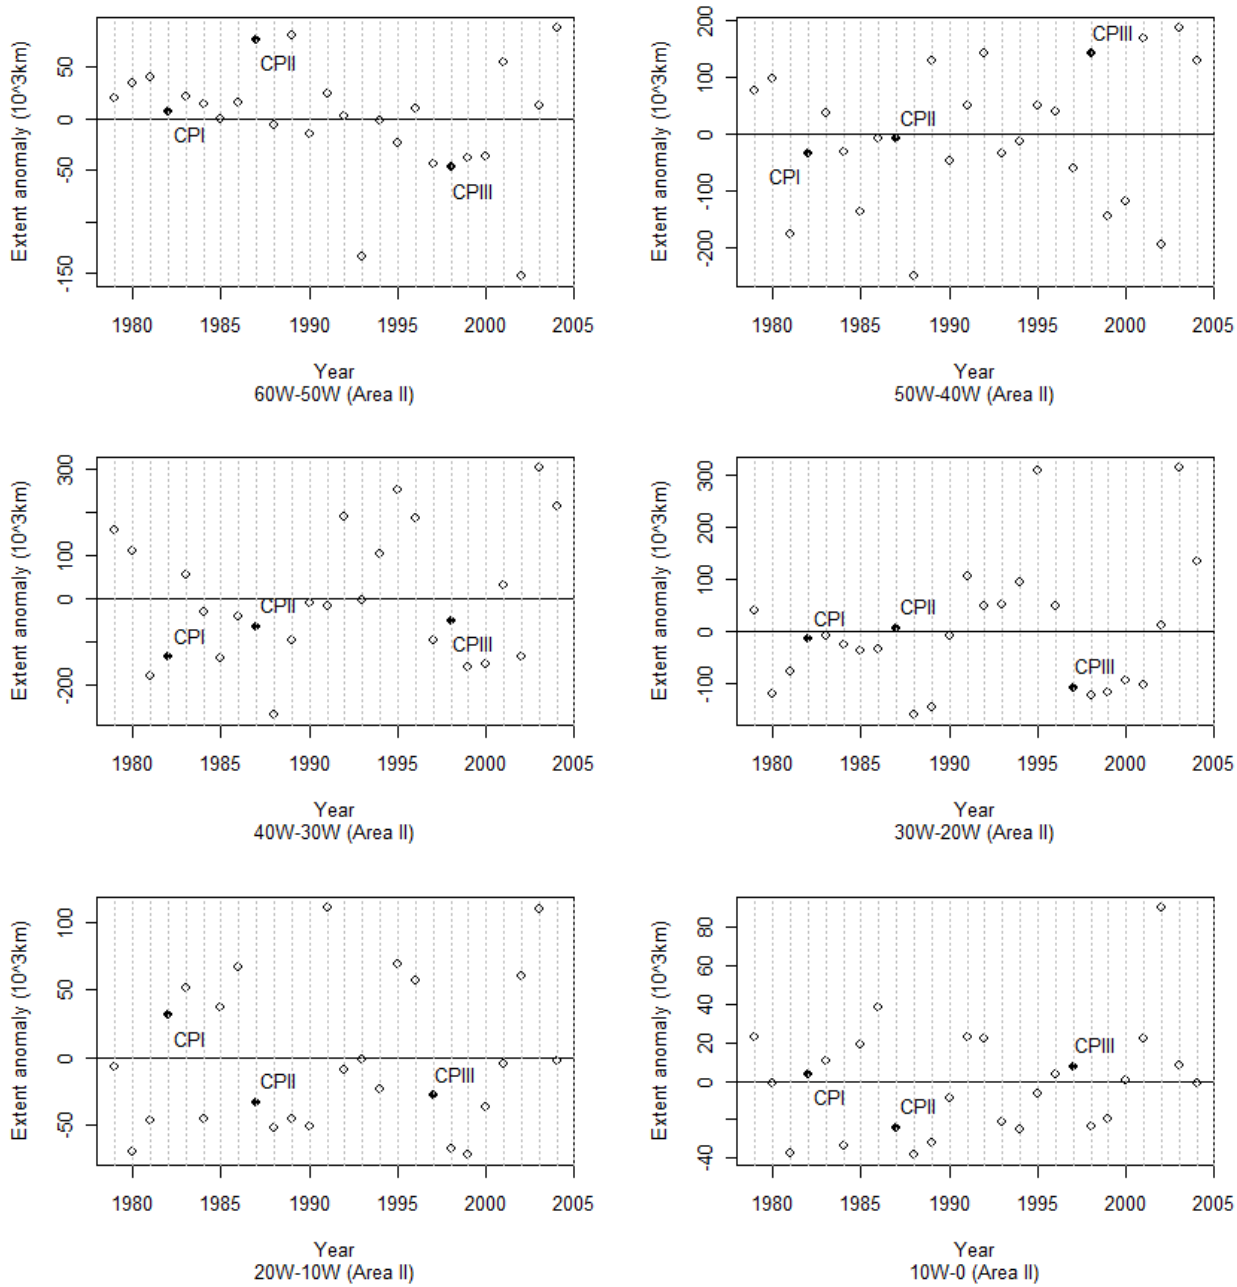 Extent anomaly (10^3km)
50
0
-50
-150
CPI
CPII
CPIII
1980 1985 1990 1995 2000 2005
Year
60W-50W (Area II)
Extent anomaly (10^3km)
200
100
0
-100
-200
CPI
CPII
CPIII
1980 1985 1990 1995 2000 2005
Year
50W-40W (Area II)
Extent anomaly (10^3km)
300
100
0
-200
CPI
CPII
CPIII
1980 1985 1990 1995 2000 2005
Year
40W-30W (Area II)
Extent anomaly (10^3km)
300
200
100
0
-100
CPI
CPII
CPIII
1980 1985 1990 1995 2000 2005
Year
30W-20W (Area II)
Extent anomaly (10^3km)
100
50
0
-50
CPI
CPII
CPIII
1980 1985 1990 1995 2000 2005
Year
20W-10W (Area II)
Extent anomaly (10^3km)
80
60
40
20
0
-40
CPI
CPII
CPIII
1980 1985 1990 1995 2000 2005
Year
10W-0 (Area II)